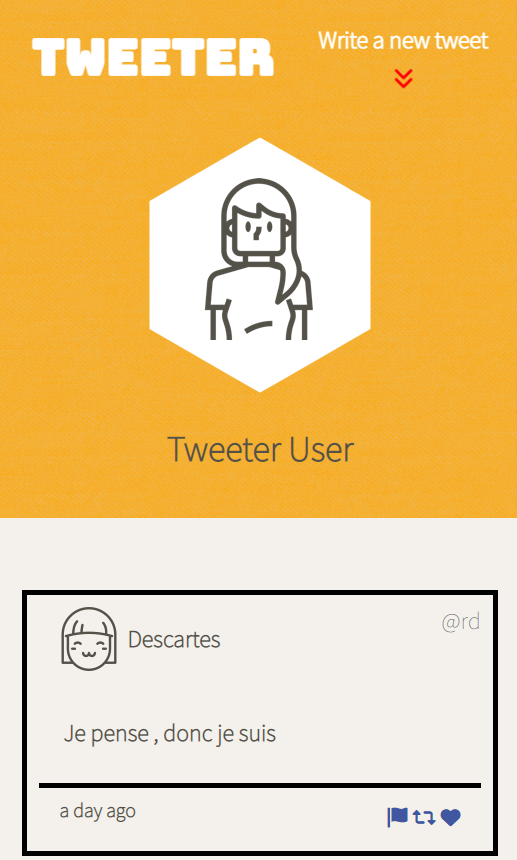 TWEETER
Write a new tweet
Tweeter User
Descartes
@rd
Je pense , donc je suis
a day ago